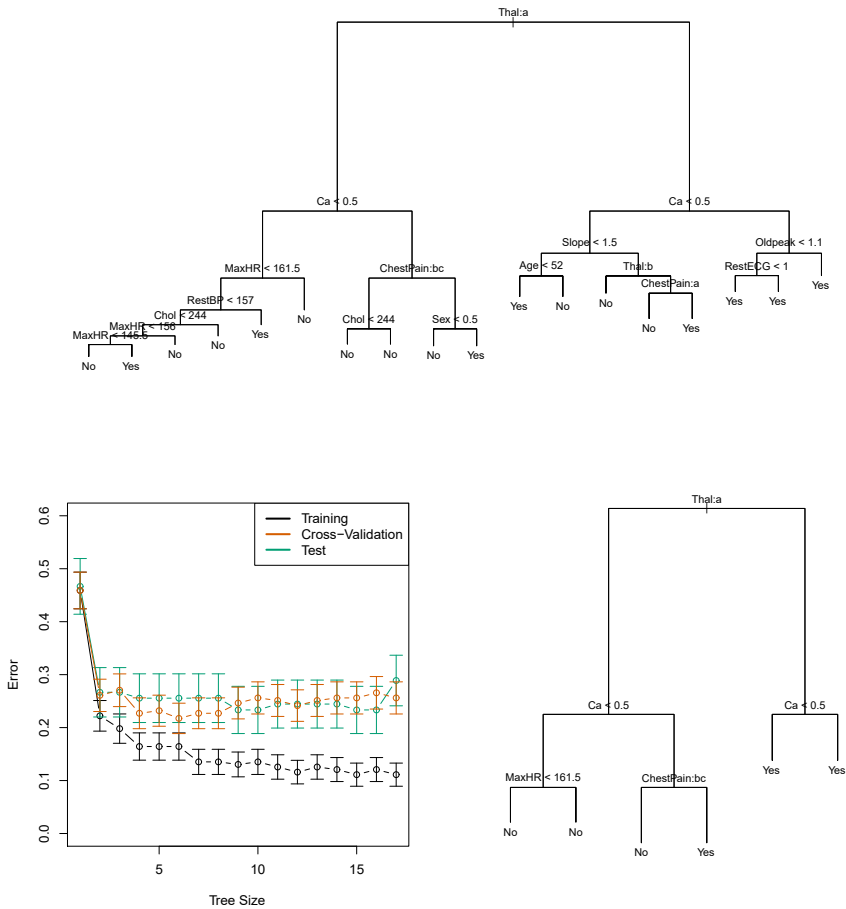 Thal:a
Ca < 0.5
Ca < 0.5
Slope < 1.5
Oldpeak < 1.1
MaxHR < 161.5
ChestPain:bc
Age < 52
Thal:b
RestECG < 1
ChestPain:a
Yes
RestBP < 157
Yes
No
No
Yes
Yes
Chol < 244
No
Chol < 244
Sex < 0.5
No
Yes
MaxHR < 156
Yes
MaxHR < 145.5
No
No
No
No
No
Yes
No
Yes
Thal:a
Ca < 0.5
Ca < 0.5
MaxHR < 161.5
ChestPain:bc
Yes
Yes
No
No
No
Yes
Training
Cross−Validation
Test
0.6
0.5
0.4
0.3
0.2
0.1
0.0
Error
5
10
15
Tree Size